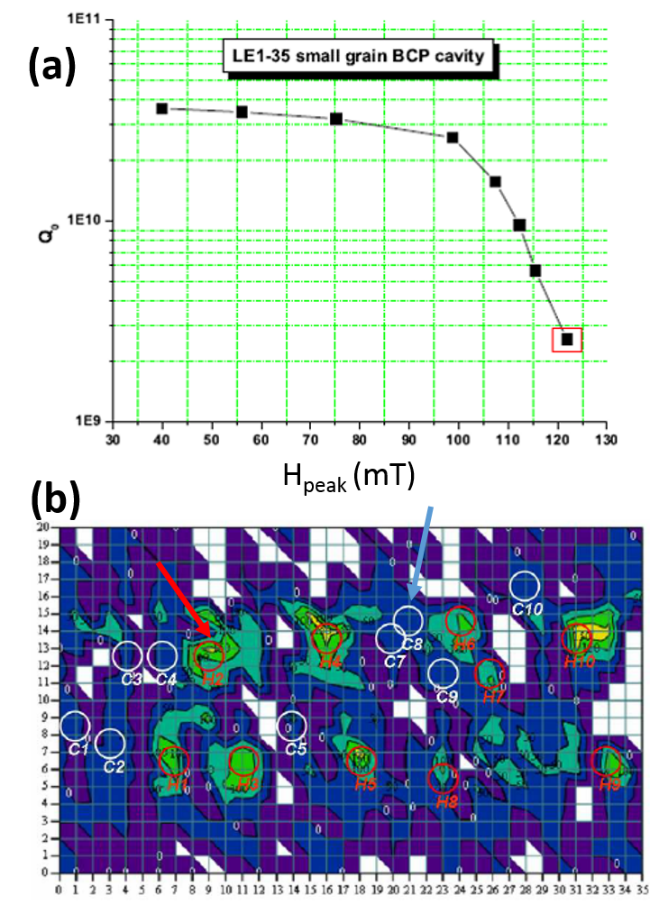 (a)
1E11
LE1-35 small grain BCP cavity
1E10
Q₀
1E9
30 40 50 60 70 80 90 100 110 120 130
Hpeak (mT)
(b)
20
19
18
17
16
15
14
13
12
11
10
9
8
7
6
5
4
3
2
1
0
C10
C8
C7
H6
H4
H10
C3
C4
H2
C9
H7
C1
C2
C5
H1
H3
H5
H8
H9
0 1 2 3 4 5 6 7 8 9 10 11 12 13 14 15 16 17 18 19 20 21 22 23 24 25 26 27 28 29 30 31 32 33 34 35